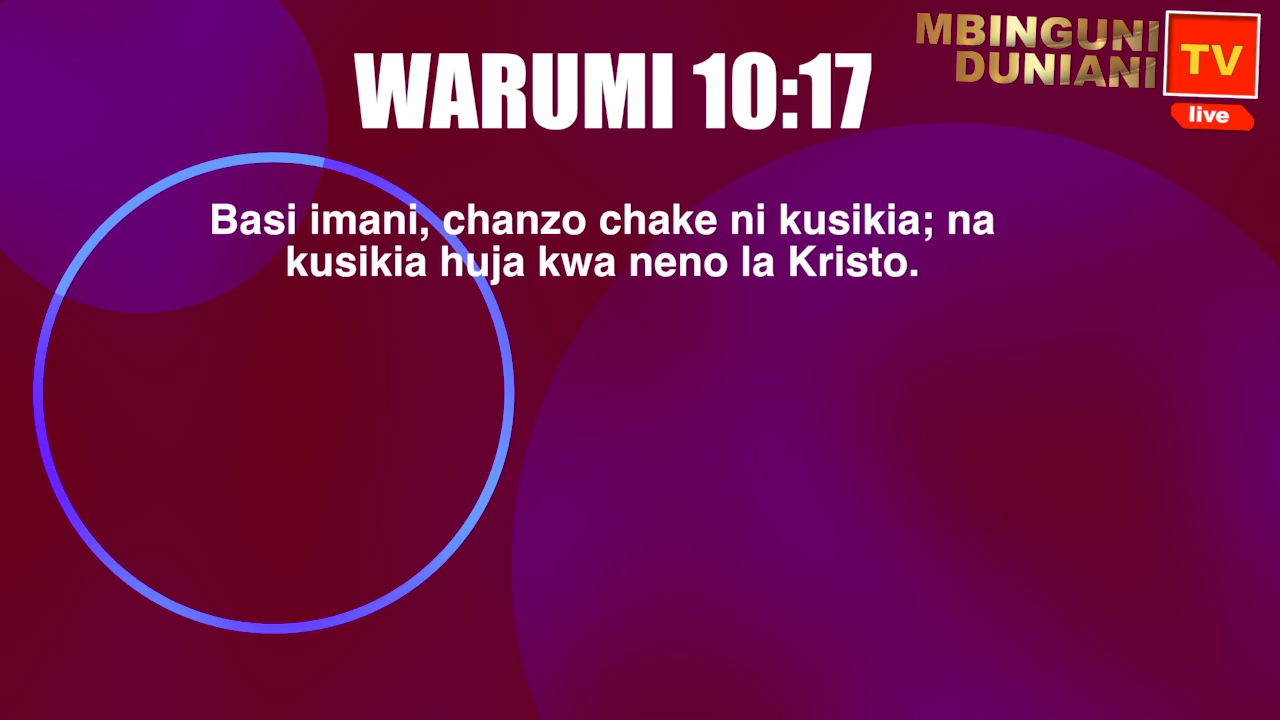 MBINGUNI
DUNIANI
TV
live
WARUMI 10:17
Basi imani, chanzo chake ni kusikia; na
kusikia huja kwa neno la Kristo.